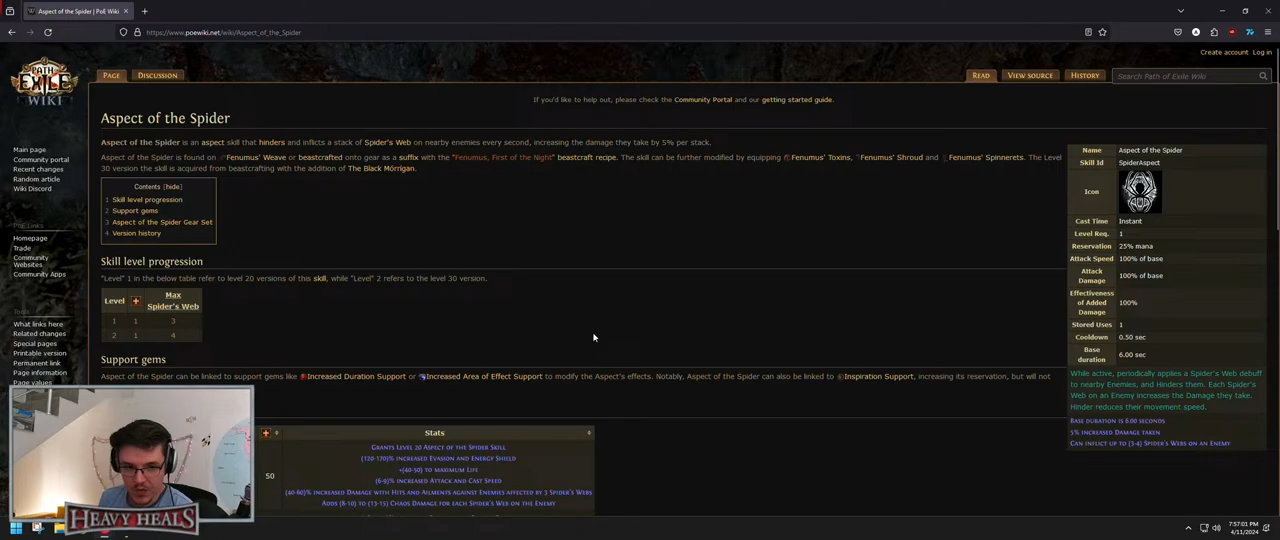 Aspect of the Spider | PoE Wiki
https://www.poewiki.net/wiki/Aspect_of_the_Spider
Create account
Log in
PATH OF EXILE WIKI
PAGE
DISCUSSION
READ
VIEW SOURCE
HISTORY
Search Path of Exile Wiki
If you'd like to help out, please check the Community Portal and our getting started guide.
Main page
Community portal
Recent changes
Random article
Wiki Discord
PoE Links
Homepage
Trade
Community
Websites
Community Apps
Tools
What links here
Related changes
Special pages
Printable version
Permanent link
Page information
Page values
Aspect of the Spider
Aspect of the Spider is an aspect skill that hinders and inflicts a stack of Spider's Web on nearby enemies every second, increasing the damage they take by 5% per stack.
Aspect of the Spider is found on Fenumus' Weave or beastcrafted onto gear as a suffix with the "Fenumus, First of the Night" beastcraft recipe. The skill can be further modified by equipping Fenumus' Toxins, Fenumus' Shroud and Fenumus' Spinnerets. The Level
30 version the skill is acquired from beastcrafting with the addition of The Black Mórrigan.
Contents [hide]
1 Skill level progression
2 Support gems
3 Aspect of the Spider Gear Set
4 Version history
Skill level progression
"Level" 1 in the below table refer to level 20 versions of this skill, while "Level" 2 refers to the level 30 version.
Level
Max
Spider's Web
1 1 3
2 1 4
Support gems
Aspect of the Spider can be linked to support gems like Increased Duration Support or Increased Area of Effect Support to modify the Aspect's effects. Notably, Aspect of the Spider can also be linked to Inspiration Support, increasing its reservation, but will not
Stats
50
Grants Level 20 Aspect of the Spider Skill
(120-170)% increased Evasion and Energy Shield
+(40-50) to maximum Life
(6-9)% increased Attack and Cast Speed
(40-60)% increased Damage with Hits and Ailments against Enemies affected by 3 Spider's Webs
Adds (8-10) to (13-15) Chaos Damage for each Spider's Web on the Enemy
Name Aspect of the Spider
Skill Id SpiderAspect
Icon
Cast Time Instant
Level Req. 1
Reservation 25% mana
Attack Speed 100% of base
Attack
Damage 100% of base
Effectiveness
of Added
Damage 100%
Stored Uses 1
Cooldown 0.50 sec
Base
duration 6.00 sec
While active, periodically applies a Spider's Web debuff
to nearby Enemies, and Hinders them. Each Spider's
Web on an Enemy increases the Damage they take.
Hinder reduces their movement speed.
Base duration is 6.00 seconds
5% increased Damage taken
Can inflict up to (3-4) Spider's Webs on an Enemy
HEAVY HEALS
7:57:01 PM
4/11/2024